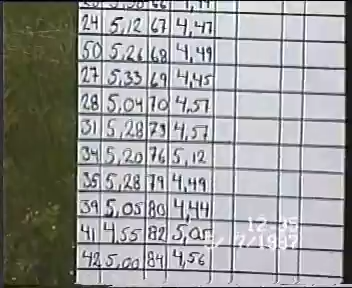 24 5,12 67 4,47
50 5,26 68 4,49
27 5,33 69 4,45
28 5,04 70 4,57
31 5,28 73 4,57
34 5,20 76 5,12
35 5,28 79 4,49
39 5,05 80 4,44
41 4,55 82 5,05
42 5,00 84 4,56